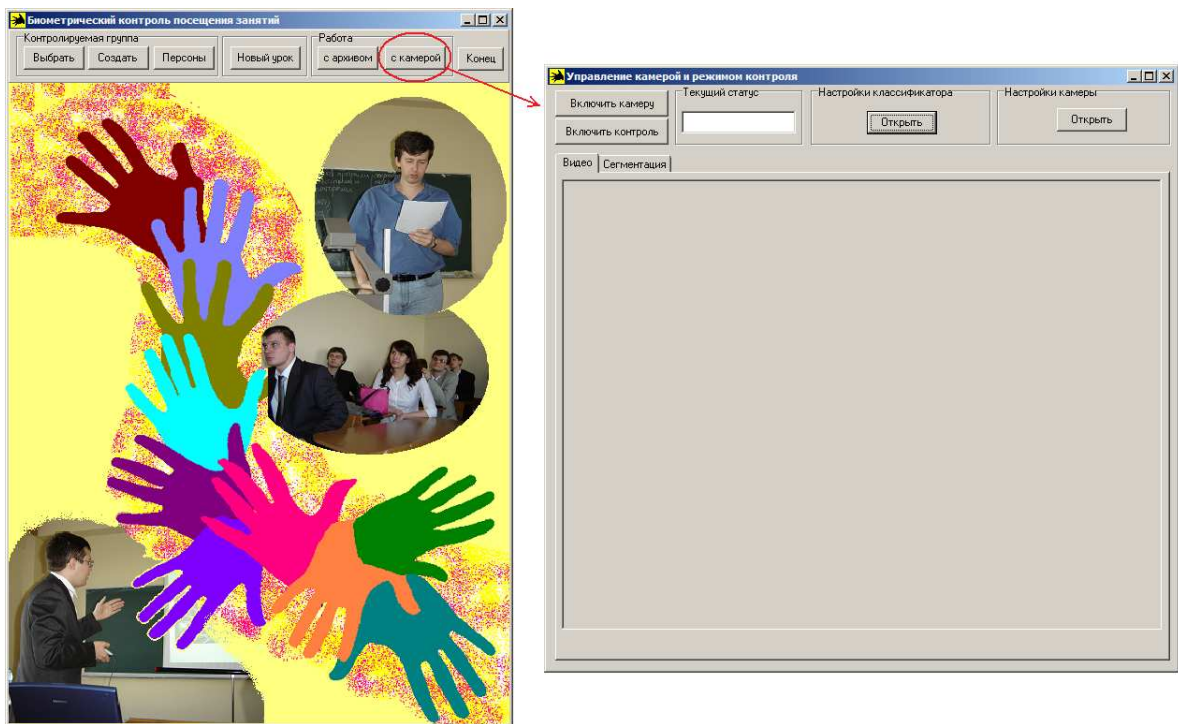 Биометрический контроль посещения занятий
Контролируемая группа
Работа
Выбрать
Создать
Персоны
Новый урок
с архивом
с камерой
Конец
Управление камерой и режимом контроля
Включить камеру
Включить контроль
Текущий статус
Настройки классификатора
Открыть
Настройки камеры
Открыть
Видео
Сегментация